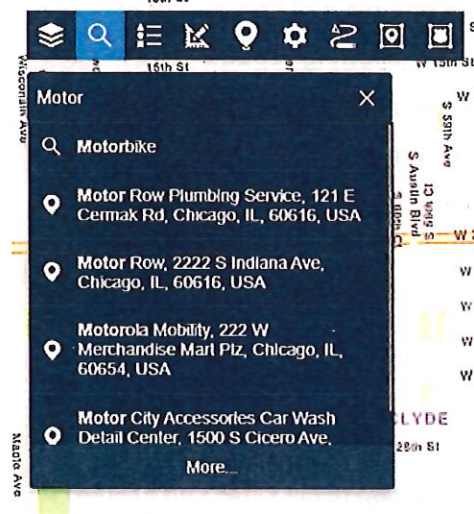 15th St
W 15th St
Wisconsin Ave
Motor
W
S 59th Ave
Motorbike
S Austin Blvd
Motor Row Plumbing Service, 121 E
Cermak Rd, Chicago, IL, 60616, USA
W
Motor Row, 2222 S Indiana Ave,
Chicago, IL, 60616, USA
W
W
Motorola Mobility, 222 W
Merchandise Mart Plz, Chicago, IL,
60654, USA
W
W
Motor City Accessories Car Wash
Detail Center, 1500 S Cicero Ave,
LYDE
28th St
More...
Maple Ave